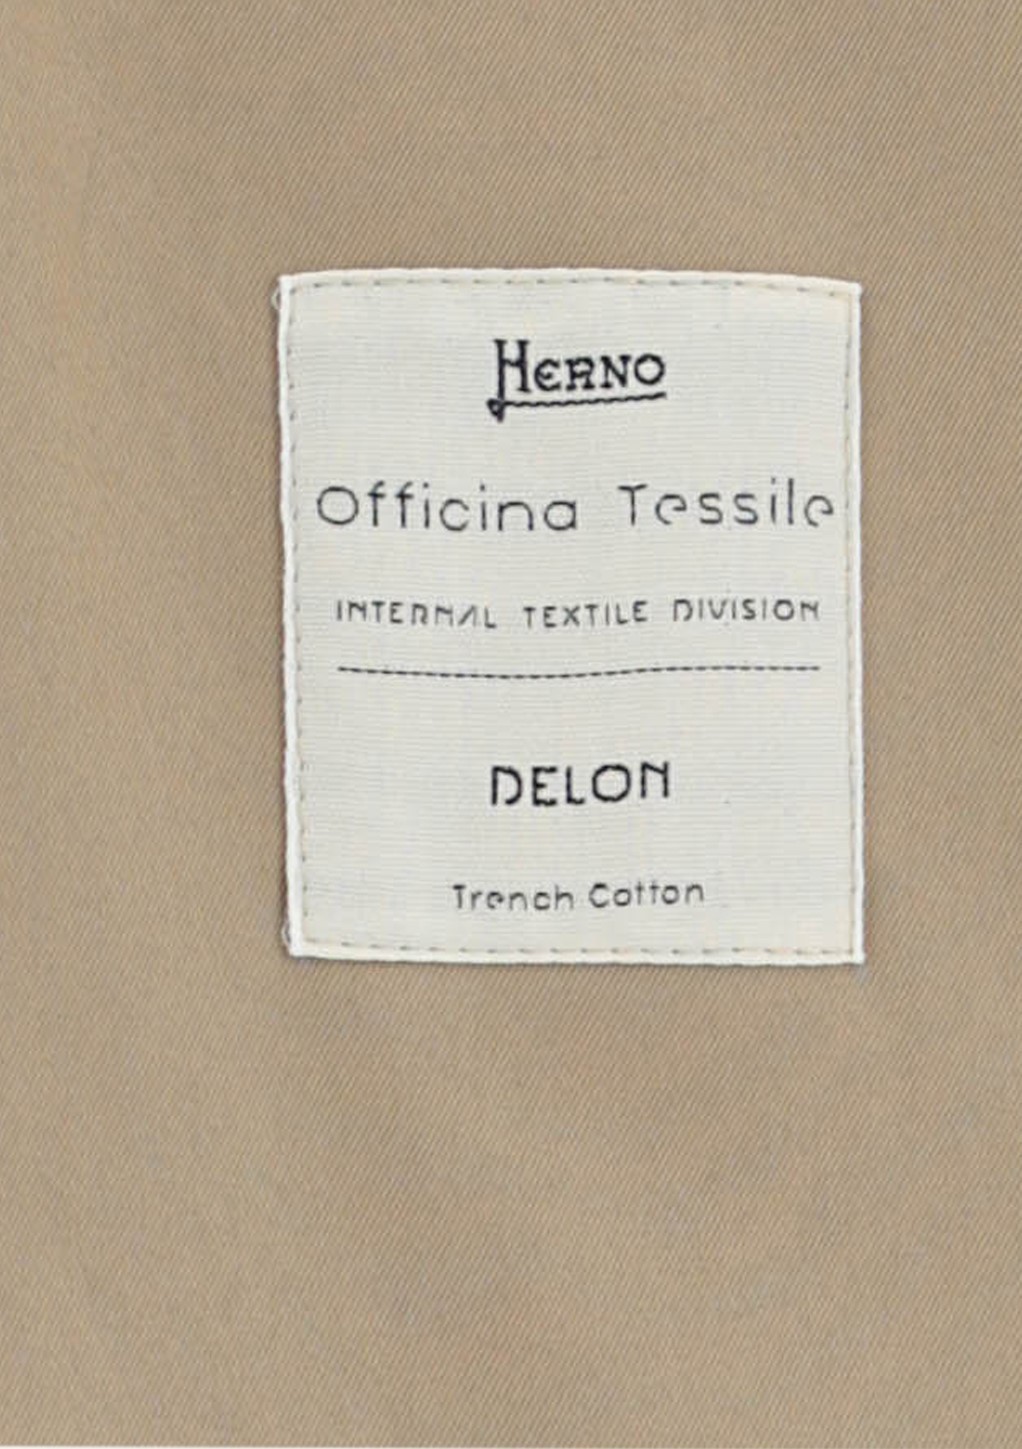 HERNO
Officina Tessile
INTERNAL TEXTILE DIVISION
DELON
Trench Cotton